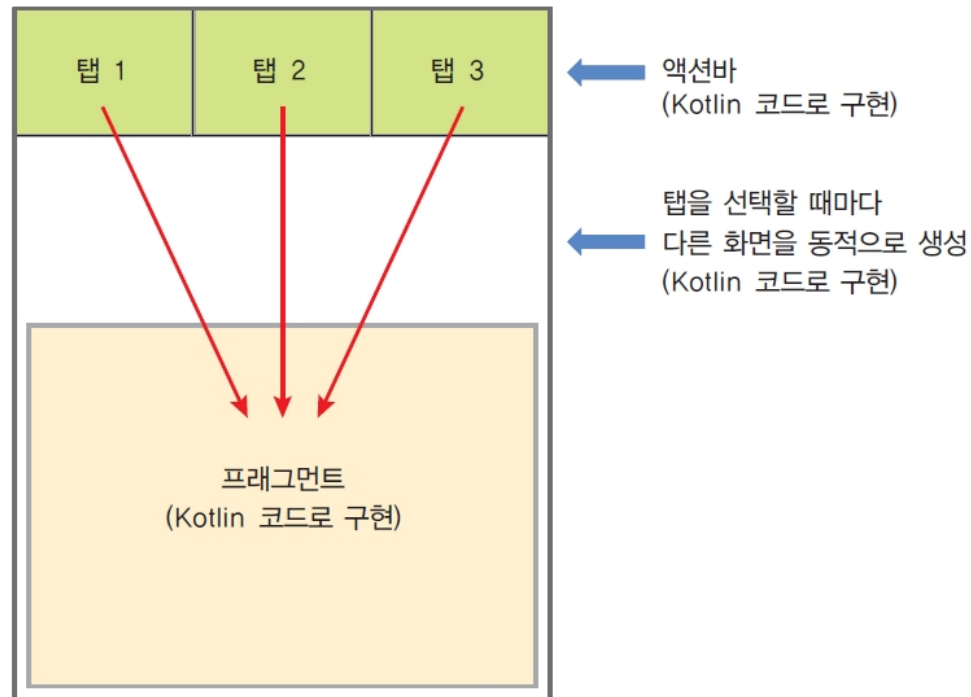 탭 1
탭 2
탭 3
액션바
(Kotlin 코드로 구현)
탭을 선택할 때마다
다른 화면을 동적으로 생성
(Kotlin 코드로 구현)
프래그먼트
(Kotlin 코드로 구현)